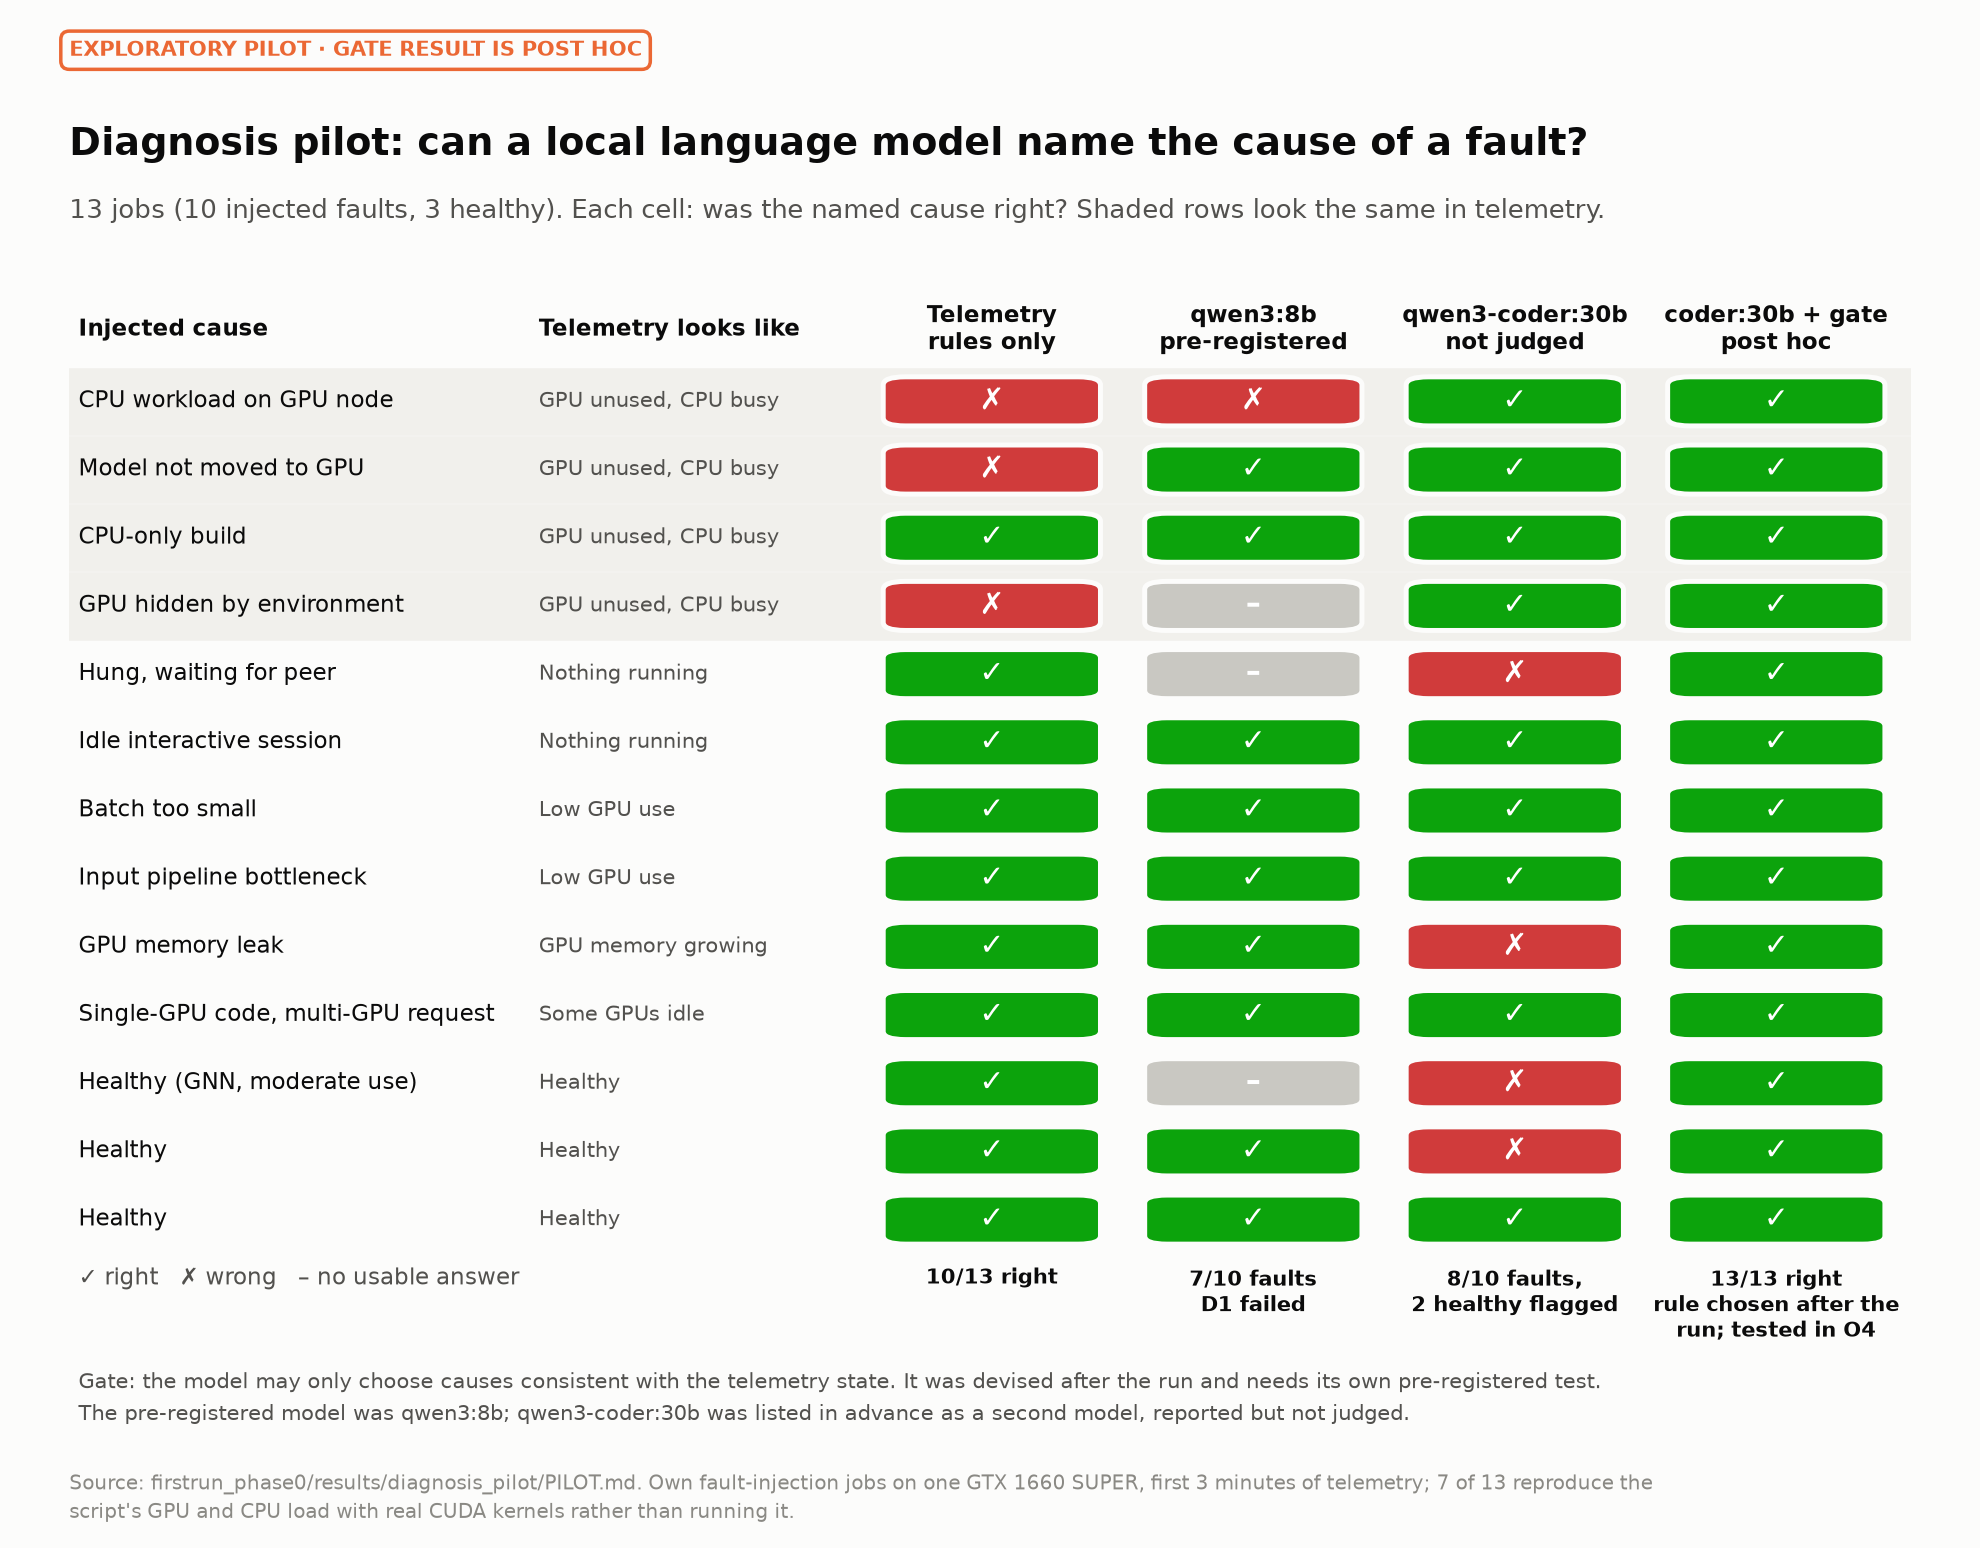 EXPLORATORY PILOT · GATE RESULT IS POST HOC
Diagnosis pilot: can a local language model name the cause of a fault?
13 jobs (10 injected faults, 3 healthy). Each cell: was the named cause right? Shaded rows look the same in telemetry.
Injected cause Telemetry looks like Telemetry rules only qwen3:8b pre-registered qwen3-coder:30b not judged coder:30b + gate post hoc
CPU workload on GPU node GPU unused, CPU busy ✗ ✗ ✓ ✓
Model not moved to GPU GPU unused, CPU busy ✗ ✓ ✓ ✓
CPU-only build GPU unused, CPU busy ✓ ✓ ✓ ✓
GPU hidden by environment GPU unused, CPU busy ✗ – ✓ ✓
Hung, waiting for peer Nothing running ✓ – ✗ ✓
Idle interactive session Nothing running ✓ ✓ ✓ ✓
Batch too small Low GPU use ✓ ✓ ✓ ✓
Input pipeline bottleneck Low GPU use ✓ ✓ ✓ ✓
GPU memory leak GPU memory growing ✓ ✓ ✗ ✓
Single-GPU code, multi-GPU request Some GPUs idle ✓ ✓ ✓ ✓
Healthy (GNN, moderate use) Healthy ✓ – ✗ ✓
Healthy Healthy ✓ ✓ ✗ ✓
Healthy Healthy ✓ ✓ ✓ ✓
✓ right ✗ wrong – no usable answer
10/13 right
7/10 faults
D1 failed
8/10 faults,
2 healthy flagged
13/13 right
rule chosen after the
run; tested in O4
Gate: the model may only choose causes consistent with the telemetry state. It was devised after the run and needs its own pre-registered test.
The pre-registered model was qwen3:8b; qwen3-coder:30b was listed in advance as a second model, reported but not judged.
Source: firstrun_phase0/results/diagnosis_pilot/PILOT.md. Own fault-injection jobs on one GTX 1660 SUPER, first 3 minutes of telemetry; 7 of 13 reproduce the
script's GPU and CPU load with real CUDA kernels rather than running it.